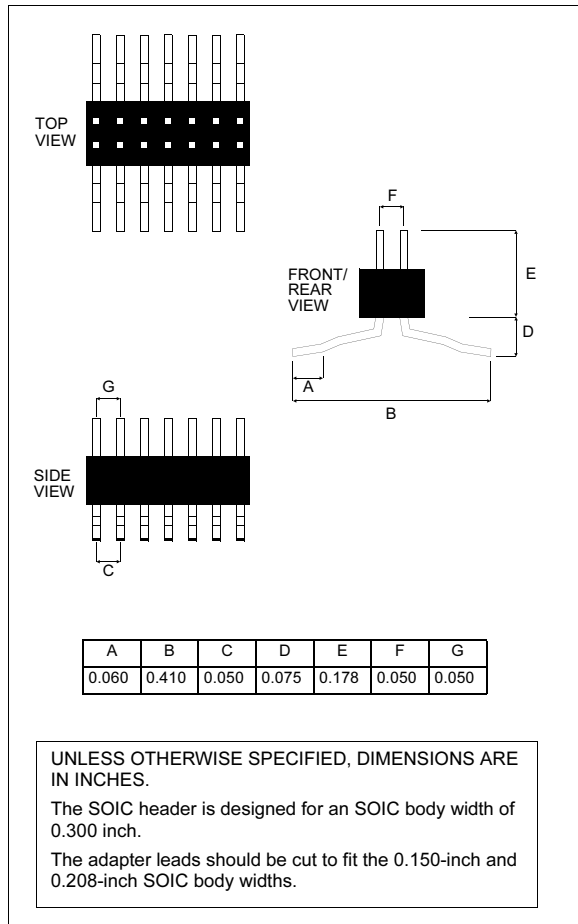 TOP
VIEW
F
FRONT/
REAR
VIEW
E
D
A
B
G
SIDE
VIEW
C
A B C D E F G
0.060 0.410 0.050 0.075 0.178 0.050 0.050
UNLESS OTHERWISE SPECIFIED, DIMENSIONS ARE
IN INCHES.
The SOIC header is designed for an SOIC body width of
0.300 inch.
The adapter leads should be cut to fit the 0.150-inch and
0.208-inch SOIC body widths.